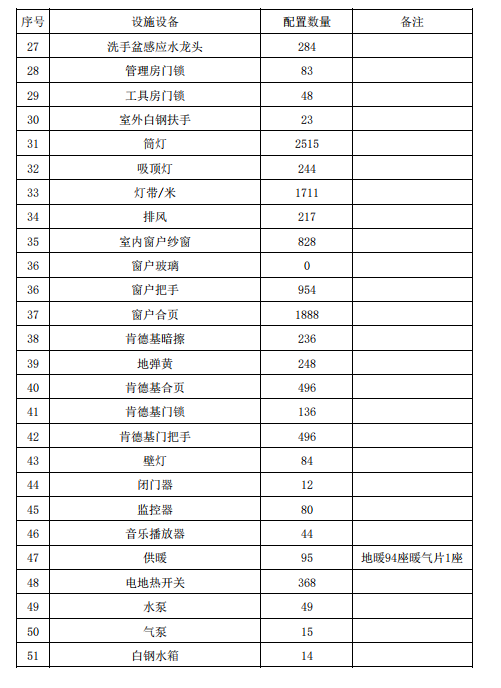 序号 设施设备 配置数量 备注
27 洗手盆感应水龙头 284
28 管理房门锁 83
29 工具房门锁 48
30 室外白钢扶手 23
31 筒灯 2515
32 吸顶灯 244
33 灯带/米 1711
34 排风 217
35 室内窗户纱窗 828
36 窗户玻璃 0
36 窗户把手 954
37 窗户合页 1888
38 肯德基暗擦 236
39 地弹黄 248
40 肯德基合页 496
41 肯德基门锁 136
42 肯德基门把手 496
43 壁灯 84
44 闭门器 12
45 监控器 80
46 音乐播放器 44
47 供暖 95 地暖94座暖气片1座
48 电地热开关 368
49 水泵 49
50 气泵 15
51 白钢水箱 14